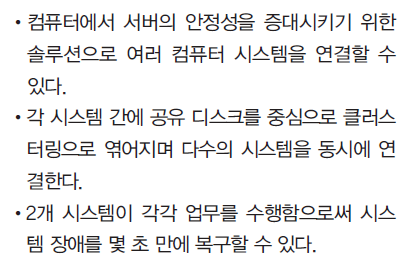 • 컴퓨터에서 서버의 안정성을 증대시키기 위한
솔루션으로 여러 컴퓨터 시스템을 연결할 수
있다.
• 각 시스템 간에 공유 디스크를 중심으로 클러스
터링으로 엮어지며 다수의 시스템을 동시에 연
결한다.
• 2개 시스템이 각각 업무를 수행함으로써 시스
템 장애를 몇 초 만에 복구할 수 있다.